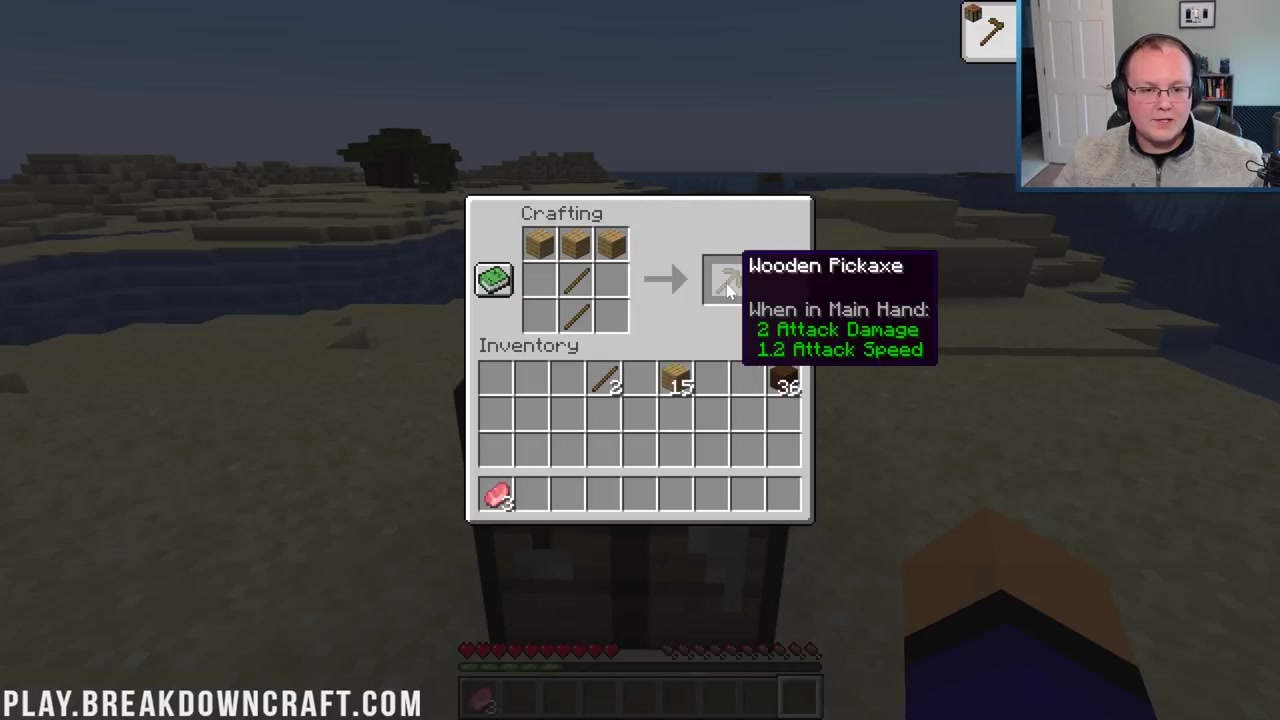 Crafting
Wooden Pickaxe
When in Main Hand:
2 Attack Damage
1.2 Attack Speed
Inventory
2
15
36
3
3
PLAY.BREAKDOWNCRAFT.COM